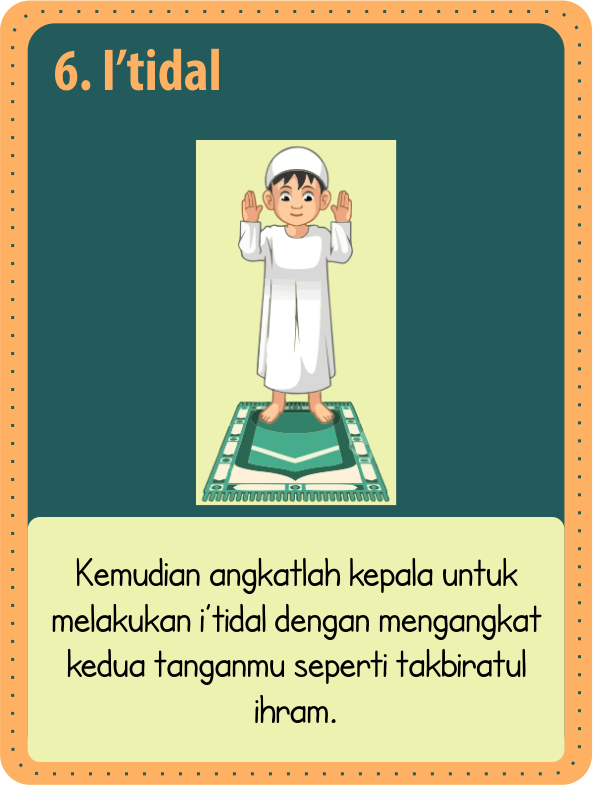 6. I’tidal
Kemudian angkatlah kepala untuk
melakukan i’tidal dengan mengangkat
kedua tanganmu seperti takbiratul
ihram.